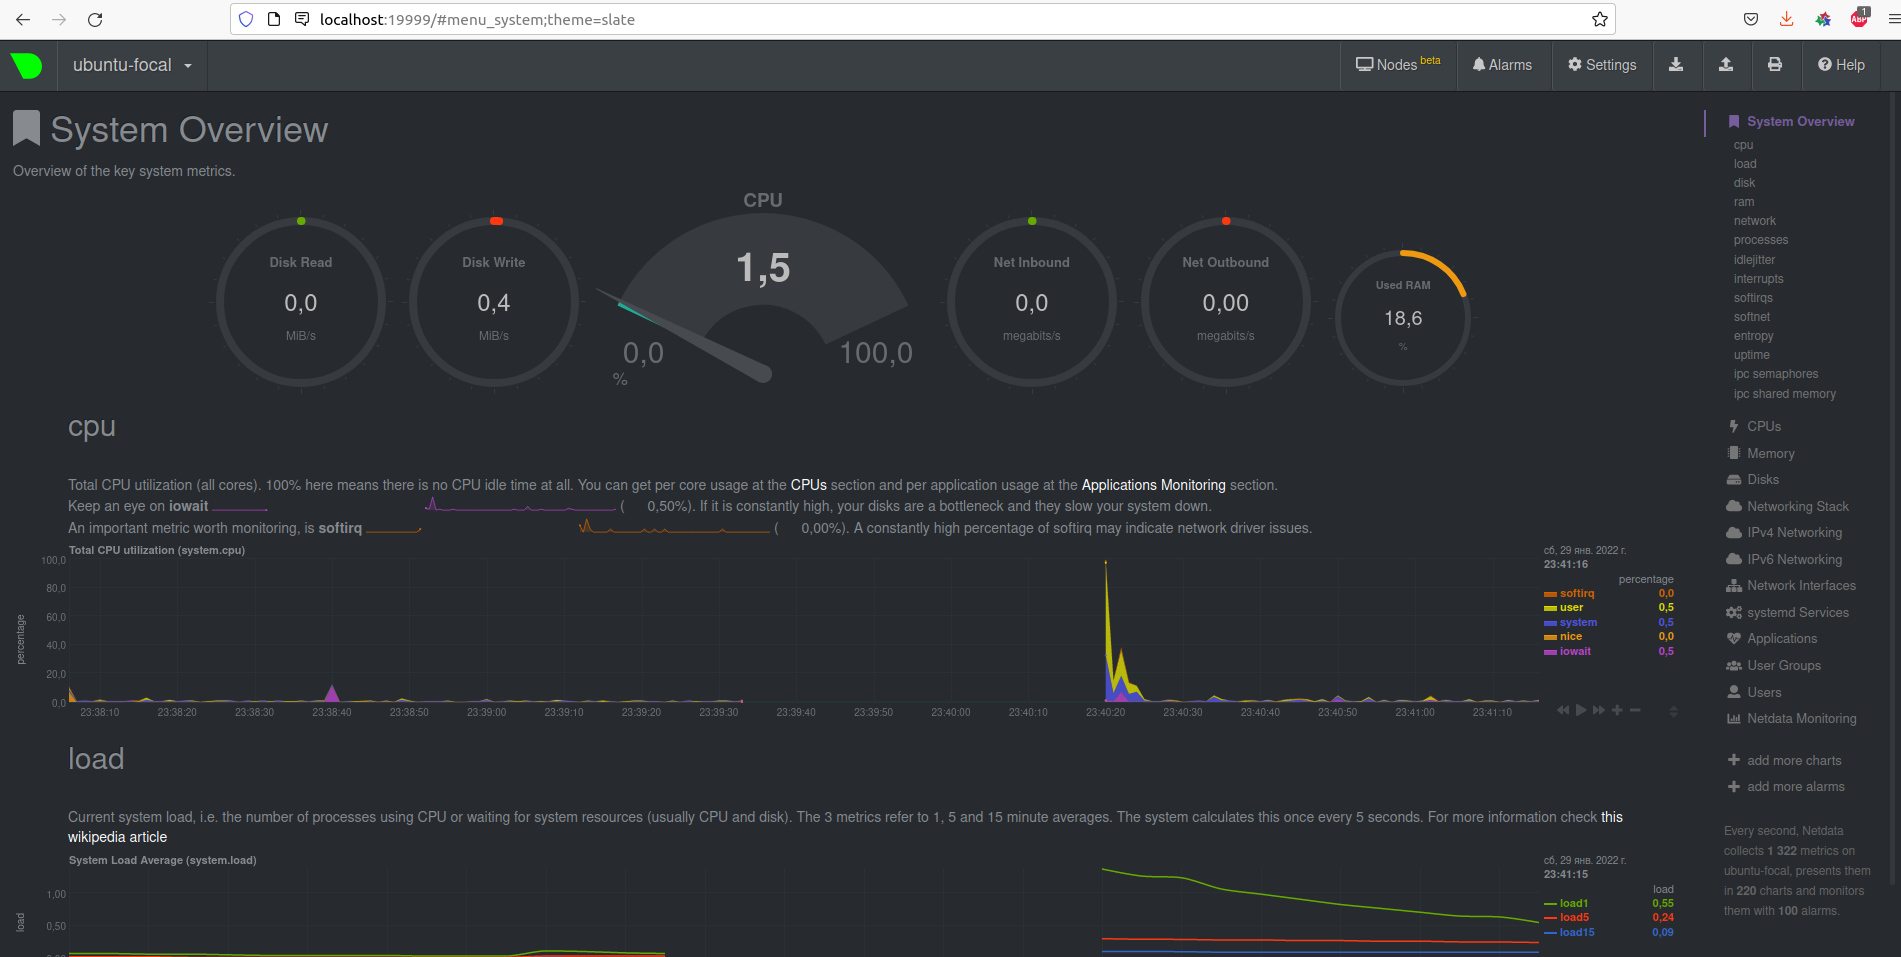 localhost:19999/#menu_system;theme=slate
ABP 1
ubuntu-focal
Nodes beta
Alarms
Settings
Help
System Overview
Overview of the key system metrics.
Disk Read
0,0
MiB/s
Disk Write
0,4
MiB/s
CPU
1,5
0,0
100,0
%
Net Inbound
0,0
megabits/s
Net Outbound
0,00
megabits/s
Used RAM
18,6
%
cpu
Total CPU utilization (all cores). 100% here means there is no CPU idle time at all. You can get per core usage at the CPUs section and per application usage at the Applications Monitoring section.
Keep an eye on iowait ( 0,50%). If it is constantly high, your disks are a bottleneck and they slow your system down.
An important metric worth monitoring, is softirq ( 0,00%). A constantly high percentage of softirq may indicate network driver issues.
Total CPU utilization (system.cpu)
percentage
100,0
80,0
60,0
40,0
20,0
0,0
23:38:10 23:38:20 23:38:30 23:38:40 23:38:50 23:39:00 23:39:10 23:39:20 23:39:30 23:39:40 23:39:50 23:40:00 23:40:10 23:40:20 23:40:30 23:40:40 23:40:50 23:41:00 23:41:10
сб, 29 янв. 2022 г.
23:41:16
percentage
softirq 0,0
user 0,5
system 0,5
nice 0,0
iowait 0,5
load
Current system load, i.e. the number of processes using CPU or waiting for system resources (usually CPU and disk). The 3 metrics refer to 1, 5 and 15 minute averages. The system calculates this once every 5 seconds. For more information check this
wikipedia article
System Load Average (system.load)
load
1,00
0,50
0,00
сб, 29 янв. 2022 г.
23:41:15
load
load1 0,55
load5 0,24
load15 0,09
System Overview
cpu
load
disk
ram
network
processes
idlejitter
interrupts
softirqs
softnet
entropy
uptime
ipc semaphores
ipc shared memory
CPUs
Memory
Disks
Networking Stack
IPv4 Networking
IPv6 Networking
Network Interfaces
systemd Services
Applications
User Groups
Users
Netdata Monitoring
add more charts
add more alarms
Every second, Netdata
collects 1 322 metrics on
ubuntu-focal, presents them
in 220 charts and monitors
them with 100 alarms.